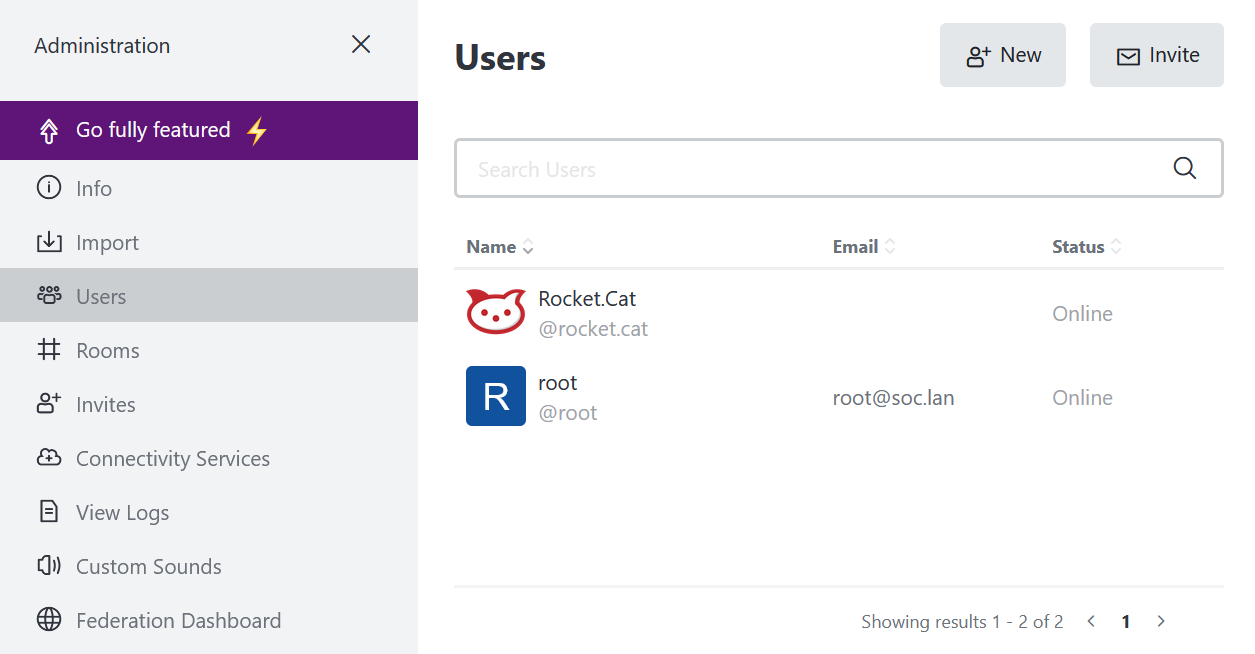 Administration
Go fully featured
Info
Import
Users
Rooms
Invites
Connectivity Services
View Logs
Custom Sounds
Federation Dashboard
Users
New
Invite
Search Users
Name Email Status
Rocket.Cat
@rocket.cat
Online
R
root
@root
root@soc.lan
Online
Showing results 1 - 2 of 2
1